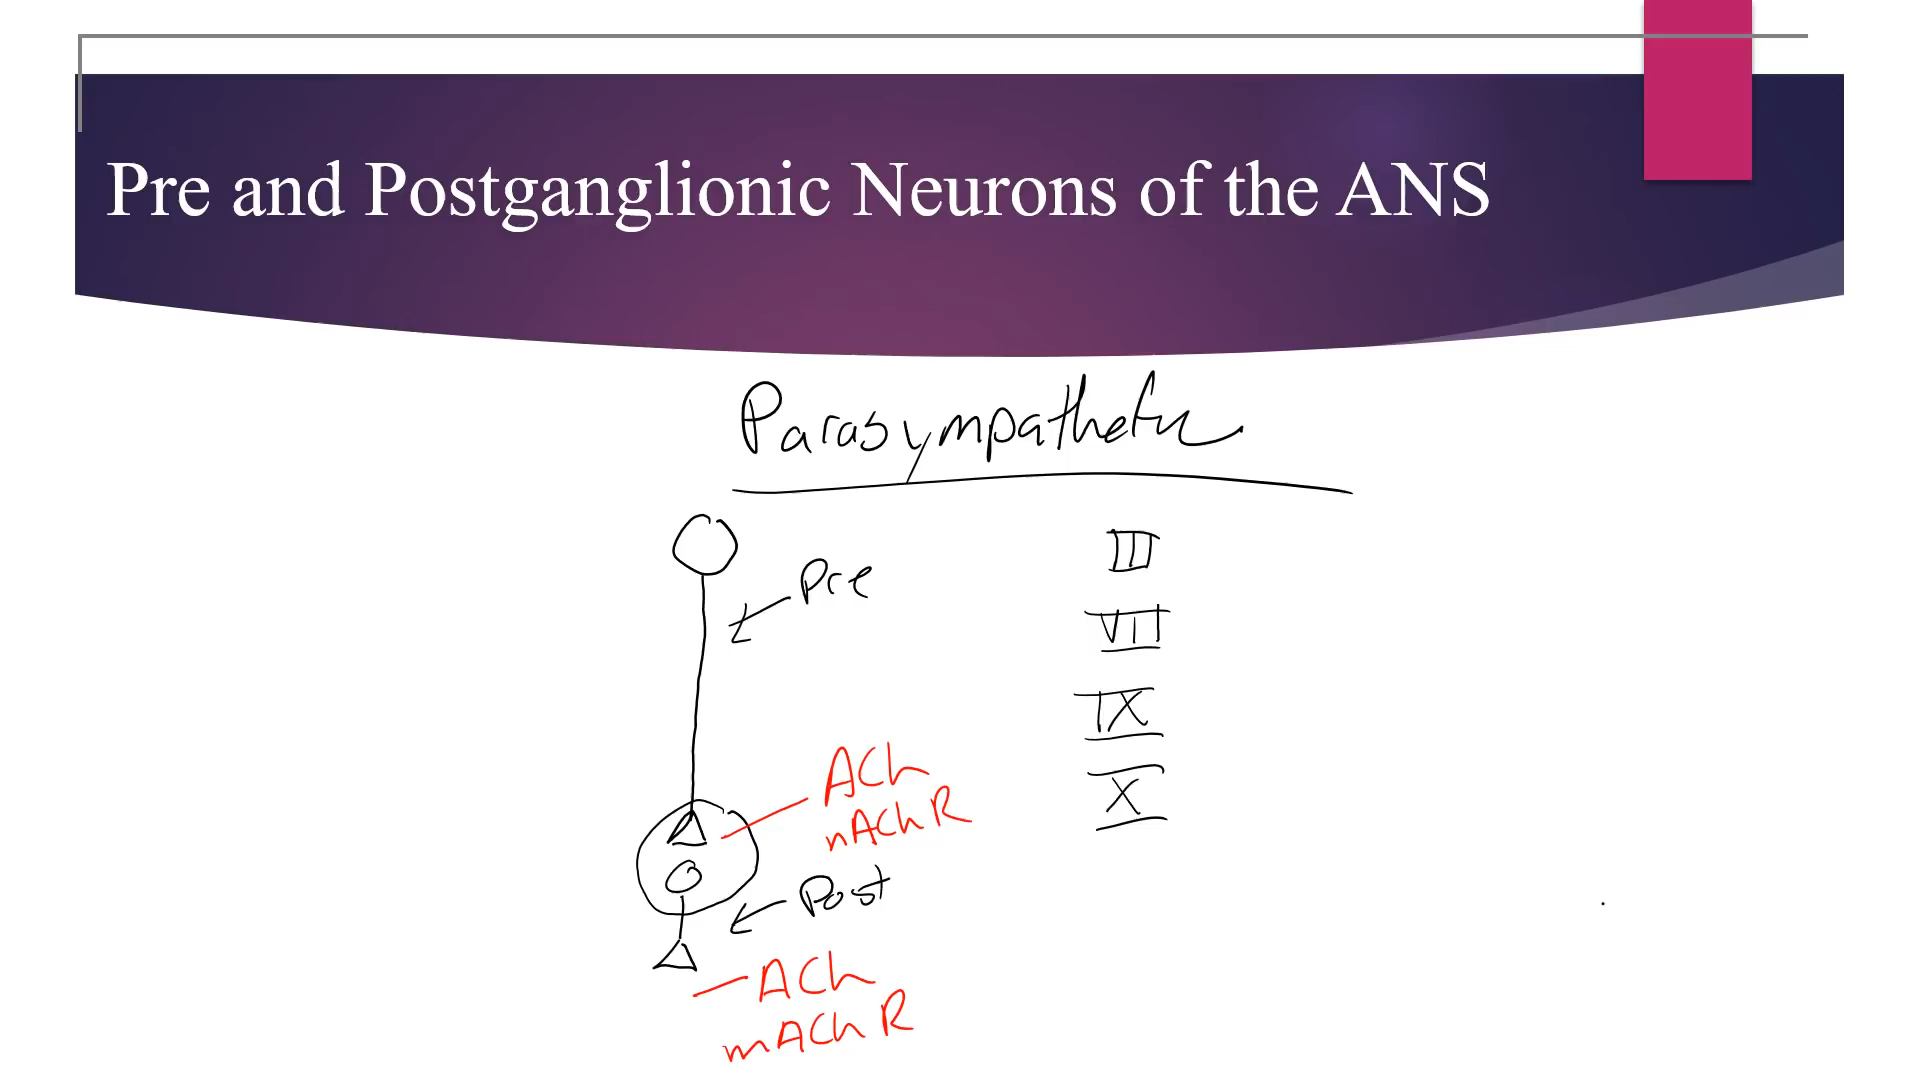 Pre and Postganglionic Neurons of the ANS
Parasympathetic
Pre
III
VII
IX
X
ACh
nAChR
Post
ACh
mAChR